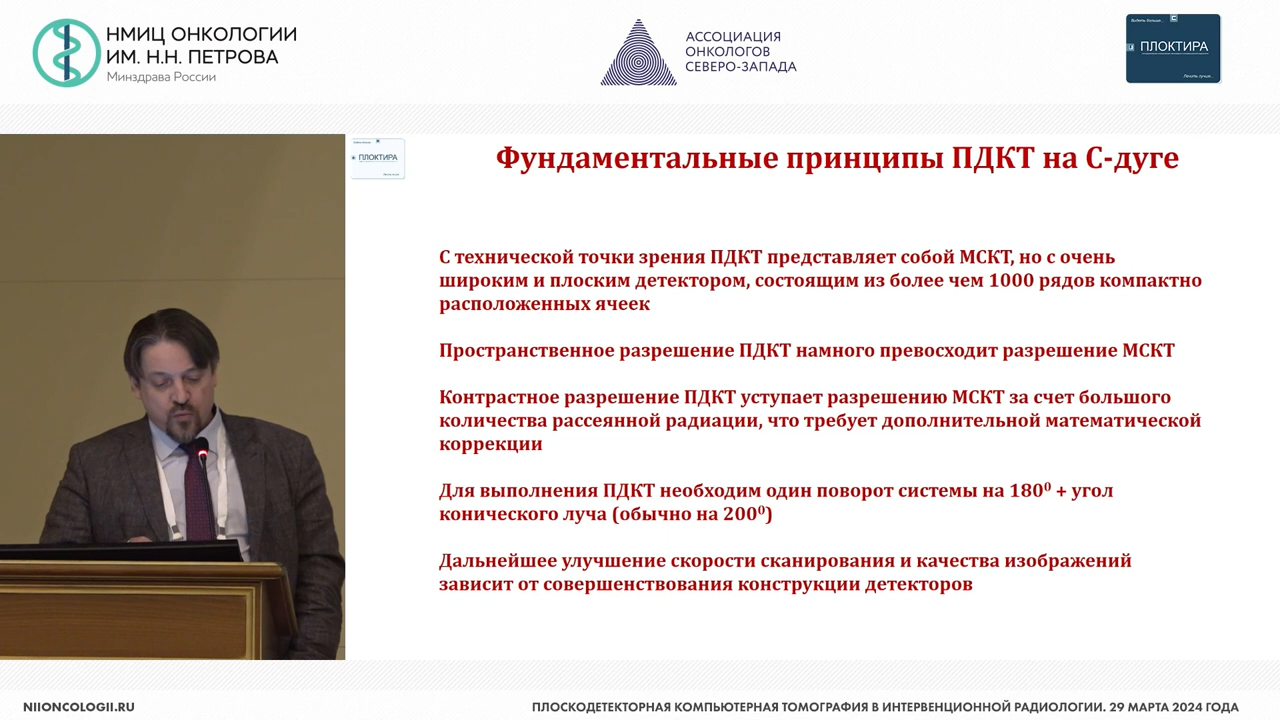 НМИЦ ОНКОЛОГИИ
ИМ. Н.Н. ПЕТРОВА
Минздрава России
АССОЦИАЦИЯ
ОНКОЛОГОВ
СЕВЕРО-ЗАПАДА
Видеть больше...
ПЛОКТИРА
Лечить лучше...
ПЛОКТИРА
Фундаментальные принципы ПДКТ на С-дуге
С технической точки зрения ПДКТ представляет собой МСКТ, но с очень
широким и плоским детектором, состоящим из более чем 1000 рядов компактно
расположенных ячеек
Пространственное разрешение ПДКТ намного превосходит разрешение МСКТ
Контрастное разрешение ПДКТ уступает разрешению МСКТ за счет большого
количества рассеянной радиации, что требует дополнительной математической
коррекции
Для выполнения ПДКТ необходим один поворот системы на 180⁰ + угол
конического луча (обычно на 200⁰)
Дальнейшее улучшение скорости сканирования и качества изображений
зависит от совершенствования конструкции детекторов
NIIONCOLOGII.RU
ПЛОСКОДЕТЕКТОРНАЯ КОМПЬЮТЕРНАЯ ТОМОГРАФИЯ В ИНТЕРВЕНЦИОННОЙ РАДИОЛОГИИ. 29 МАРТА 2024 ГОДА